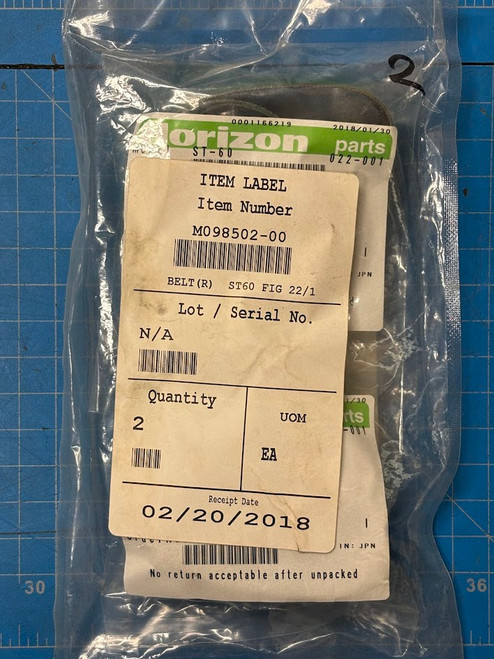 2
0001166219 2018/01/30
Horizon parts
ST-60 022-001
ITEM LABEL
Item Number
M098502-00
BELT(R) ST60 FIG 22/1
JPN
Lot / Serial No.
N/A
Quantity
2
UOM
EA
Receipt Date
02/20/2018
IN: JPN
No return acceptable after unpacked
30
36